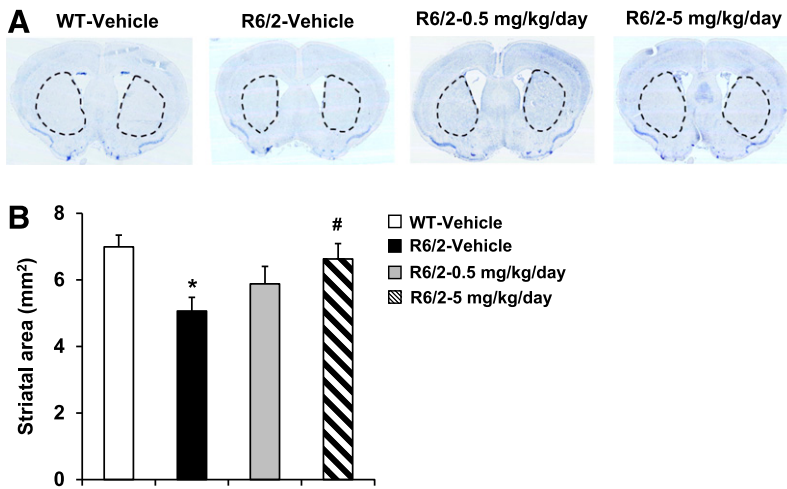 A
WT-Vehicle
R6/2-Vehicle
R6/2-0.5 mg/kg/day
R6/2-5 mg/kg/day
B
Striatal area (mm²)
8
6
4
2
0
*
#
WT-Vehicle
R6/2-Vehicle
R6/2-0.5 mg/kg/day
R6/2-5 mg/kg/day